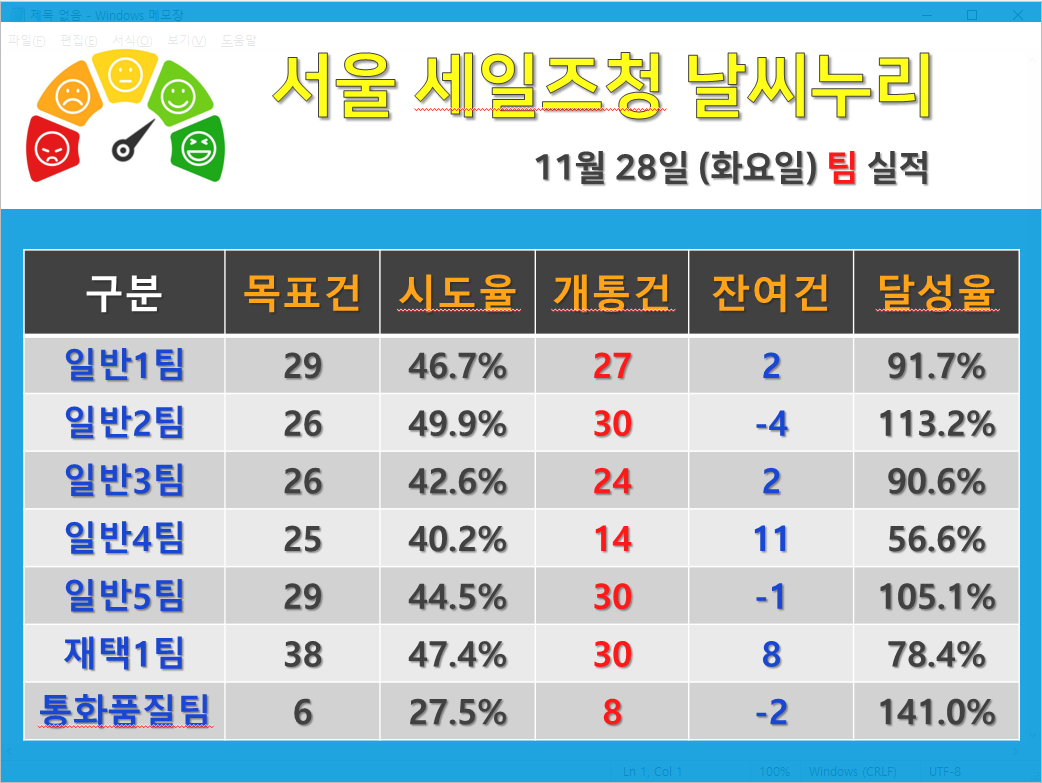 제목 없음 - Windows 메모장
파일(F) 편집(E) 서식(O) 보기(V) 도움말
서울 세일즈청 날씨누리
11월 28일 (화요일) 팀 실적
구분 목표건 시도율 개통건 잔여건 달성율
일반1팀 29 46.7% 27 2 91.7%
일반2팀 26 49.9% 30 -4 113.2%
일반3팀 26 42.6% 24 2 90.6%
일반4팀 25 40.2% 14 11 56.6%
일반5팀 29 44.5% 30 -1 105.1%
재택1팀 38 47.4% 30 8 78.4%
통화품질팀 6 27.5% 8 -2 141.0%
Ln 1, Col 1 100% Windows (CRLF) UTF-8